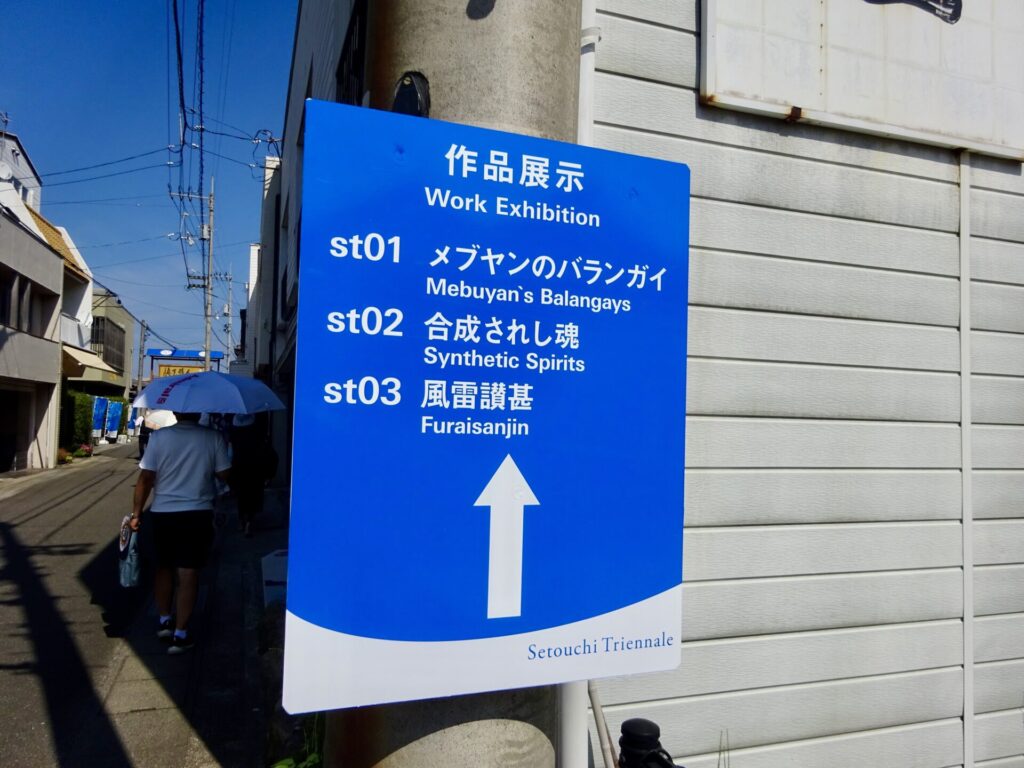 作品展示
Work Exhibition
st01 メブヤンのバランガイ
Mebuyan`s Balangays
st02 合成されし魂
Synthetic Spirits
st03 風雷讃甚
Furaisanjin
Setouchi Triennale